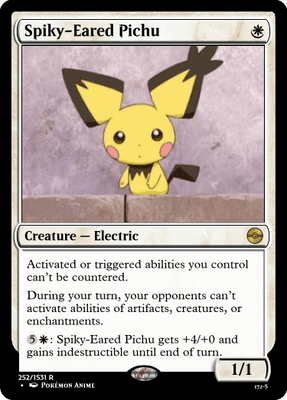 Spiky-Eared Pichu
Creature — Electric
Activated or triggered abilities you control
can't be countered.
During your turn, your opponents can't
activate abilities of artifacts, creatures, or
enchantments.
5: Spiky-Eared Pichu gets +4/+0 and
gains indestructible until end of turn.
1/1
252/1531 R
• Pokémon Anime
172-S